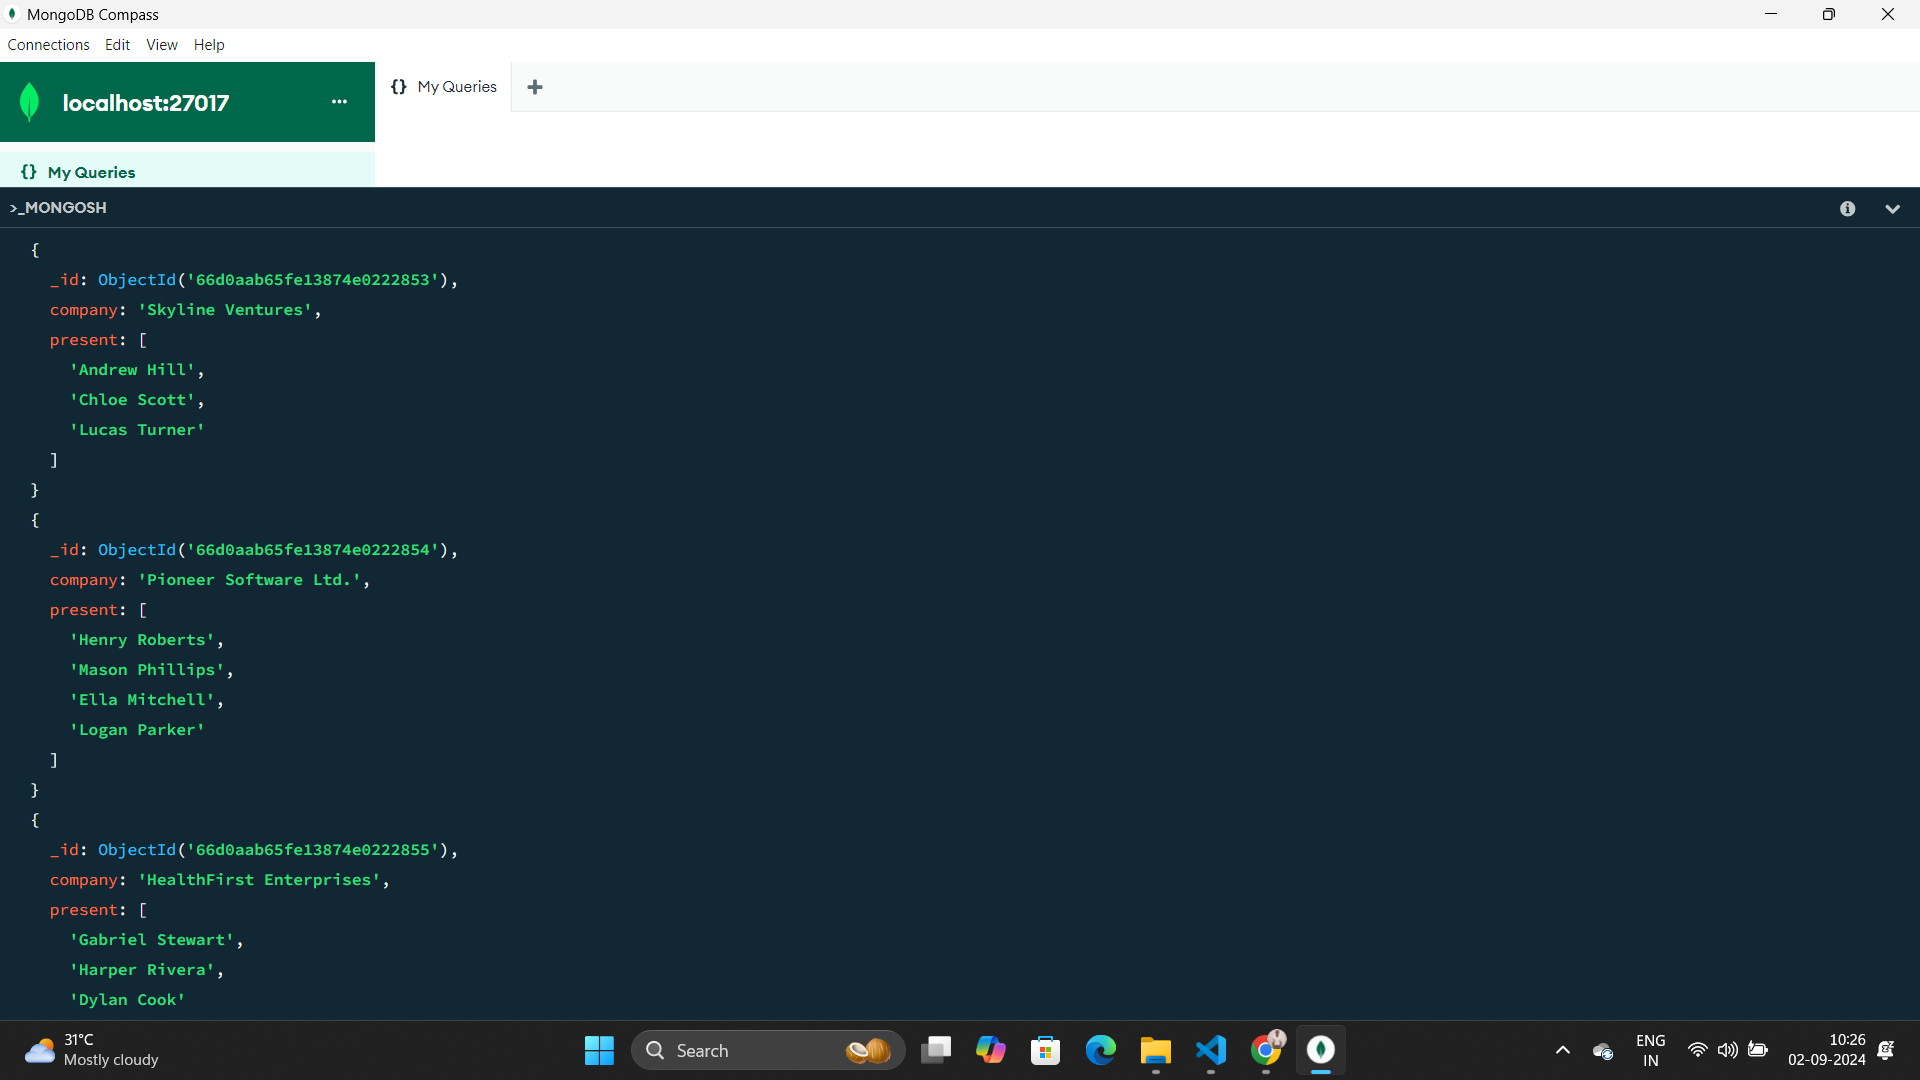 MongoDB Compass
Connections Edit View Help
localhost:27017 ...
{} My Queries +
{} My Queries
>_MONGOSH
{
_id: ObjectId('66d0aab65fe13874e0222853'),
company: 'Skyline Ventures',
present: [
'Andrew Hill',
'Chloe Scott',
'Lucas Turner'
]
}
{
_id: ObjectId('66d0aab65fe13874e0222854'),
company: 'Pioneer Software Ltd.',
present: [
'Henry Roberts',
'Mason Phillips',
'Ella Mitchell',
'Logan Parker'
]
}
{
_id: ObjectId('66d0aab65fe13874e0222855'),
company: 'HealthFirst Enterprises',
present: [
'Gabriel Stewart',
'Harper Rivera',
'Dylan Cook'
31°C
Mostly cloudy
Search
ENG
IN
10:26
02-09-2024